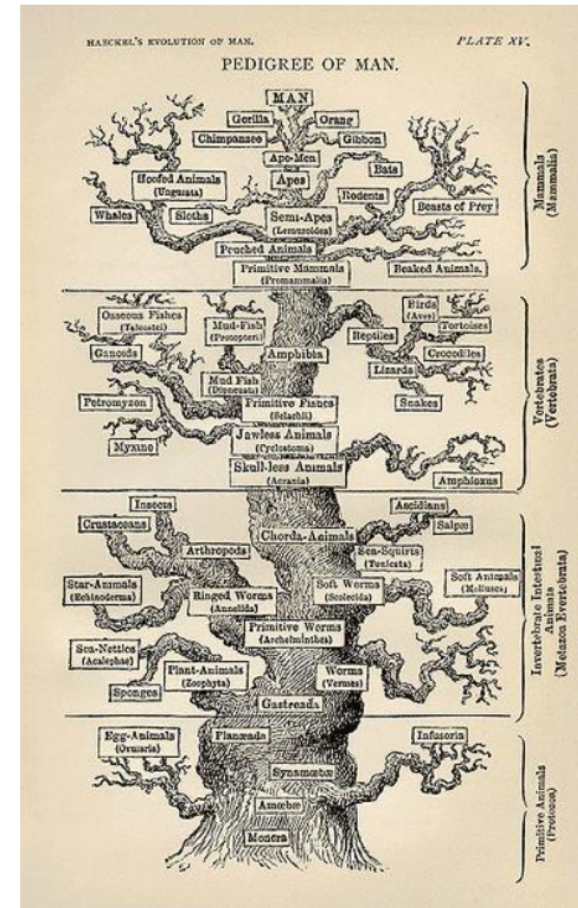 HAECKEL'S EVOLUTION OF MAN.
PLATE XV.
PEDIGREE OF MAN.
MAN
Gorilla
Orang
Chimpanzee
Gibbon
Ape-Men
Bats
Apes
Hoofed Animals
(Ungulata)
Rodents
Whales
Sloths
Semi-Apes
(Lemuroidea)
Beasts of Prey
Pouched Animals
Primitive Mammals
(Promammalia)
Beaked Animals.
Mammals
(Mammalia)
Osseous Fishes
(Teleostei)
Mud-Fish
(Protopteri)
Birds
(Aves)
Tortoises
Ganoids
Amphibia
Reptiles
Crocodiles
Mud Fish
(Dipneusta)
Lizards
Petromyzon
Primitive Fishes
(Selachii)
Snakes
Jawless Animals
(Cyclostoma)
Myxine
Skull-less Animals
(Acrania)
Amphioxus
Vertebrates
(Vertebrata)
Insects
Ascidians
Crustaceans
Salpæ
Chorda-Animals
Arthropods
Sea-Squirts
(Tunicata)
Star-Animals
(Echinoderma)
Ringed Worms
(Annelida)
Soft Worms
(Scolecida)
Soft Animals
(Molluscs)
Primitive Worms
(Archelminthes)
Sea-Nettles
(Acalephae)
Plant-Animals
(Zoophyta)
Worms
(Vermes)
Sponges
Gastreada
Invertebrate Intestinal
Animals
(Metazoa Evertebrata)
Egg-Animals
(Ovularia)
Planæada
Infusoria
Synamœbæ
Amœbæ
Monera
Primitive Animals
(Protozoa)